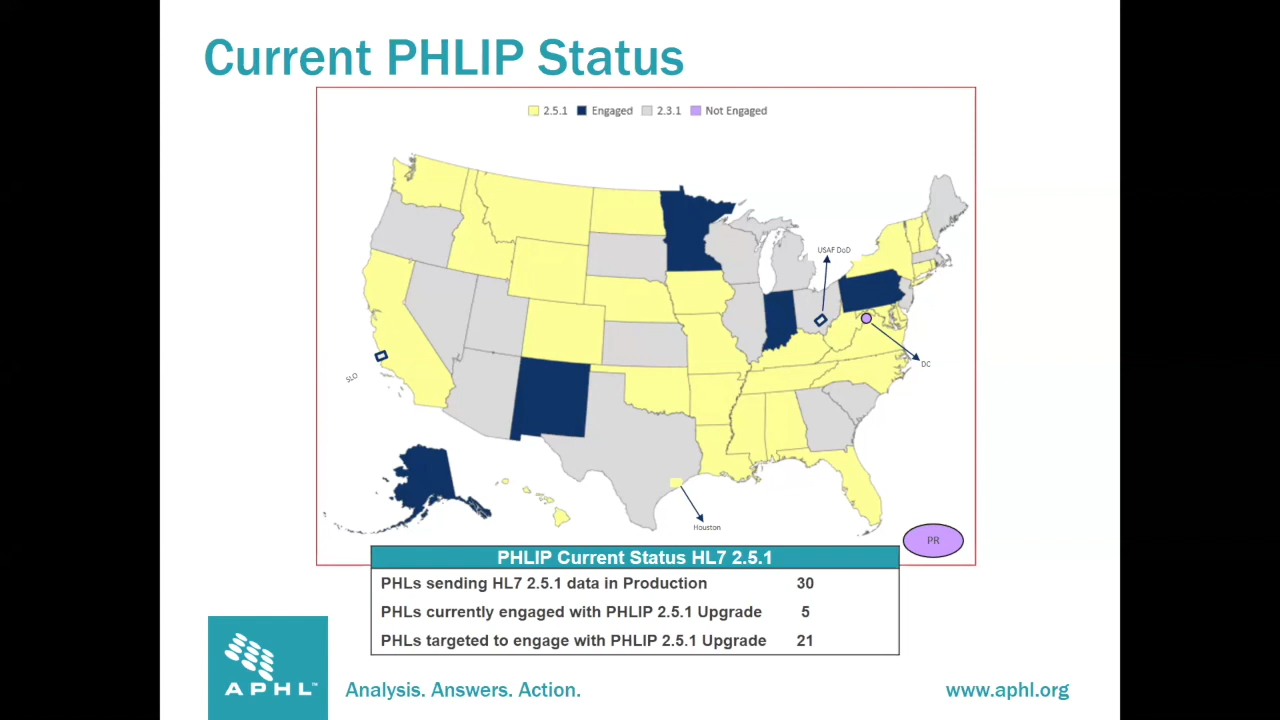 Current PHLIP Status
2.5.1 Engaged 2.3.1 Not Engaged
USAF DoD
DC
SLO
Houston
PR
PHLIP Current Status HL7 2.5.1
PHLs sending HL7 2.5.1 data in Production 30
PHLs currently engaged with PHLIP 2.5.1 Upgrade 5
PHLs targeted to engage with PHLIP 2.5.1 Upgrade 21
APHL™
Analysis. Answers. Action.
www.aphl.org